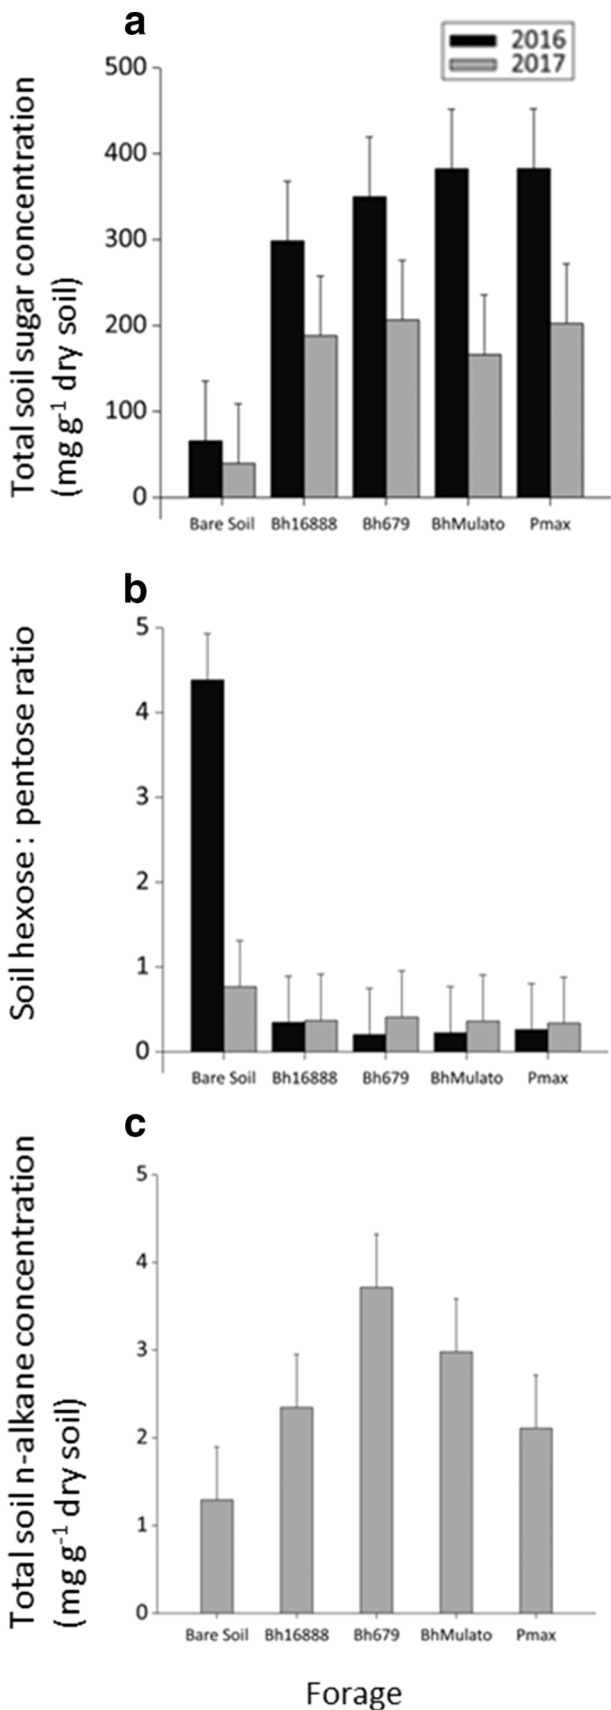 a
2016
2017
Total soil sugar concentration
(mg g⁻¹ dry soil)
500
400
300
200
100
0
Bare Soil Bh16888 Bh679 BhMulato Pmax
b
Soil hexose : pentose ratio
5
4
3
2
1
0
Bare Soil Bh16888 Bh679 BhMulato Pmax
c
Total soil n-alkane concentration
(mg g⁻¹ dry soil)
5
4
3
2
1
0
Bare Soil Bh16888 Bh679 BhMulato Pmax
Forage